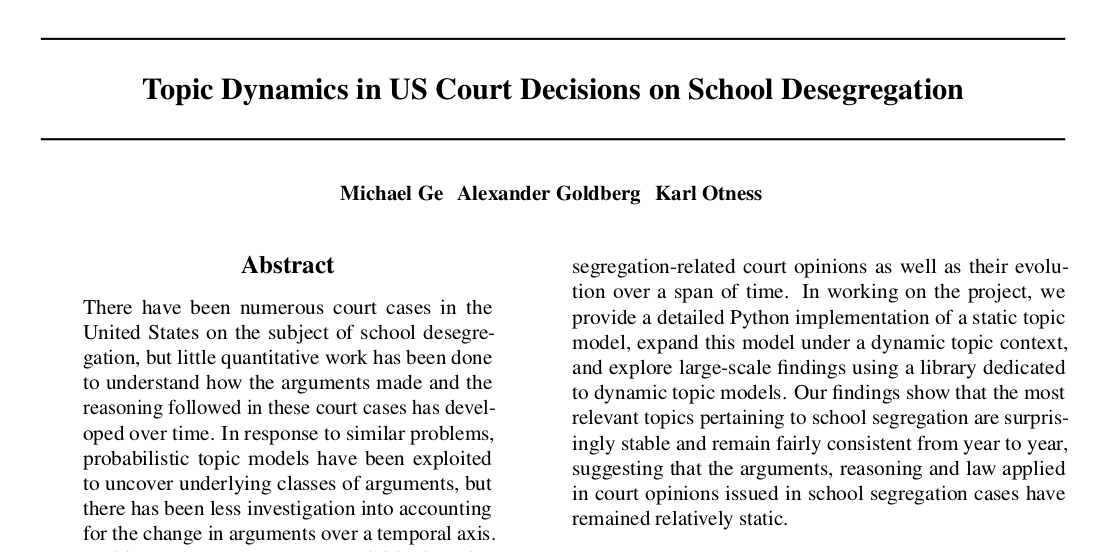 Topic Dynamics in US Court Decisions on School Desegregation
Michael Ge Alexander Goldberg Karl Otness
Abstract
There have been numerous court cases in the
United States on the subject of school desegre-
gation, but little quantitative work has been done
to understand how the arguments made and the
reasoning followed in these court cases has devel-
oped over time. In response to similar problems,
probabilistic topic models have been exploited
to uncover underlying classes of arguments, but
there has been less investigation into accounting
for the change in arguments over a temporal axis.
segregation-related court opinions as well as their evolu-
tion over a span of time. In working on the project, we
provide a detailed Python implementation of a static topic
model, expand this model under a dynamic topic context,
and explore large-scale findings using a library dedicated
to dynamic topic models. Our findings show that the most
relevant topics pertaining to school segregation are surpris-
ingly stable and remain fairly consistent from year to year,
suggesting that the arguments, reasoning and law applied
in court opinions issued in school segregation cases have
remained relatively static.